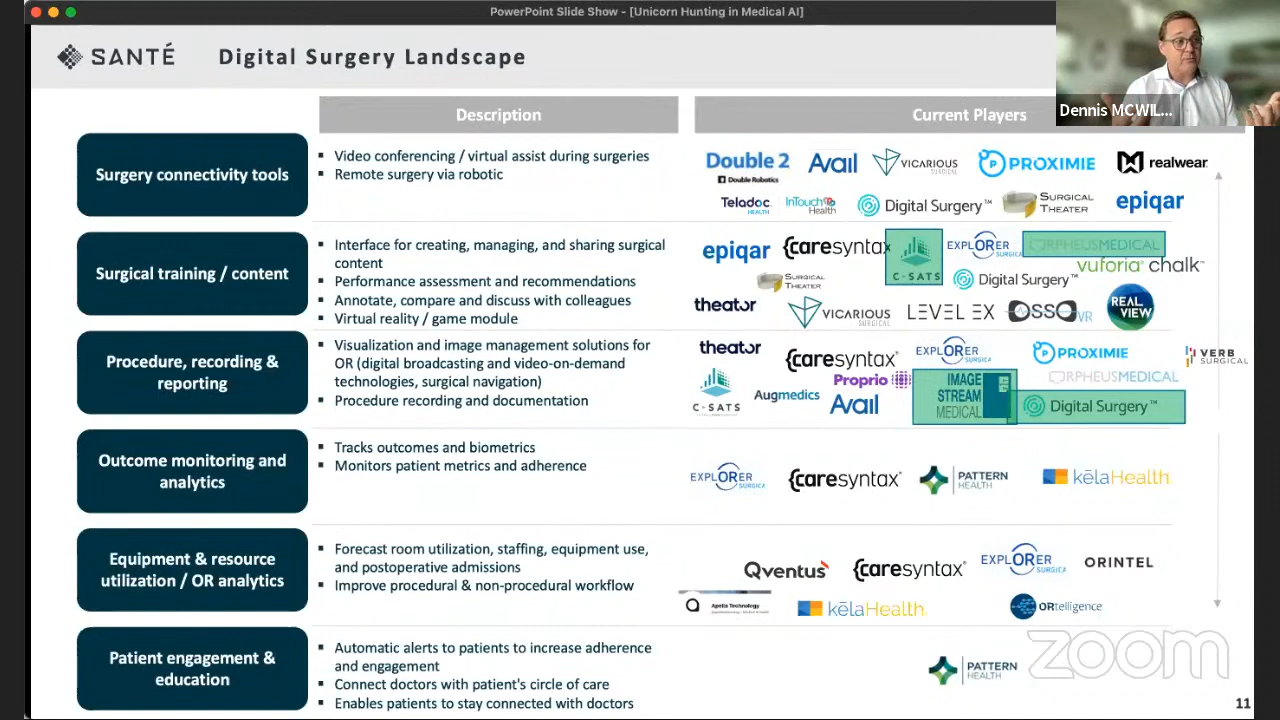 PowerPoint Slide Show - [Unicorn Hunting in Medical AI]
SANTÉ
Digital Surgery Landscape
Dennis MCWIL...
Description
Current Players
Surgery connectivity tools
▪ Video conferencing / virtual assist during surgeries
▪ Remote surgery via robotic
Double 2
Double Robotics
Avail
VICARIOUS
SURGICAL
PROXIMIE
realwear
Teladoc
HEALTH
InTouch
Health
Digital Surgery™
SURGICAL
THEATER
epiqar
Surgical training / content
▪ Interface for creating, managing, and sharing surgical
content
▪ Performance assessment and recommendations
▪ Annotate, compare and discuss with colleagues
▪ Virtual reality / game module
epiqar
caresyntax
C-SATS
EXPLORER
SURGICAL
ORPHEUSMEDICAL
vuforia® chalk™
SURGICAL
THEATER
Digital Surgery™
theator
VICARIOUS
SURGICAL
LEVEL EX
OSSO VR
REAL
VIEW
Procedure, recording &
reporting
▪ Visualization and image management solutions for
OR (digital broadcasting and video-on-demand
technologies, surgical navigation)
▪ Procedure recording and documentation
theator
caresyntax®
EXPLORER
SURGICA
PROXIMIE
VERB
SURGICAL
C-SATS
Augmedics
Proprio
Avail
IMAGE
STREAM
MEDICAL
ORPHEUSMEDICAL
Digital Surgery™
Outcome monitoring and
analytics
▪ Tracks outcomes and biometrics
▪ Monitors patient metrics and adherence
EXPLORER
SURGICA
caresyntax®
PATTERN
HEALTH
kēlaHealth
Equipment & resource
utilization / OR analytics
▪ Forecast room utilization, staffing, equipment use,
and postoperative admissions
▪ Improve procedural & non-procedural workflow
Qventus
caresyntax®
EXPLORER
SURGICA
ORINTEL
Apella Technology
kēlaHealth.
ORtelligence
Patient engagement &
education
▪ Automatic alerts to patients to increase adherence
and engagement
▪ Connect doctors with patient's circle of care
▪ Enables patients to stay connected with doctors
PATTERN
HEALTH
zoom
11